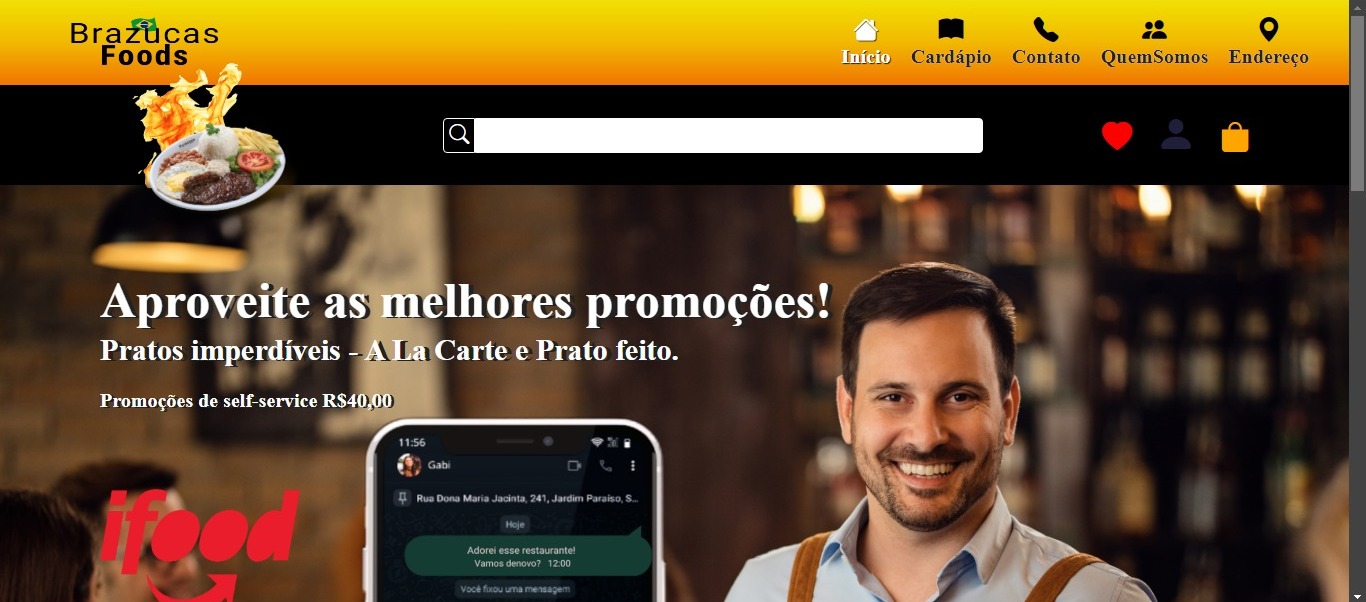 Brazucas
Foods
Início Cardápio Contato QuemSomos Endereço
Aproveite as melhores promoções!
Pratos imperdíveis - A La Carte e Prato feito.
Promoções de self-service R$40,00
11:56
Gabi
Rua Dona Maria Jacinta, 241, Jardim Paraíso, S...
Hoje
Adorei esse restaurante!
Vamos denovo? 12:00
Você fixou uma mensagem
ifood